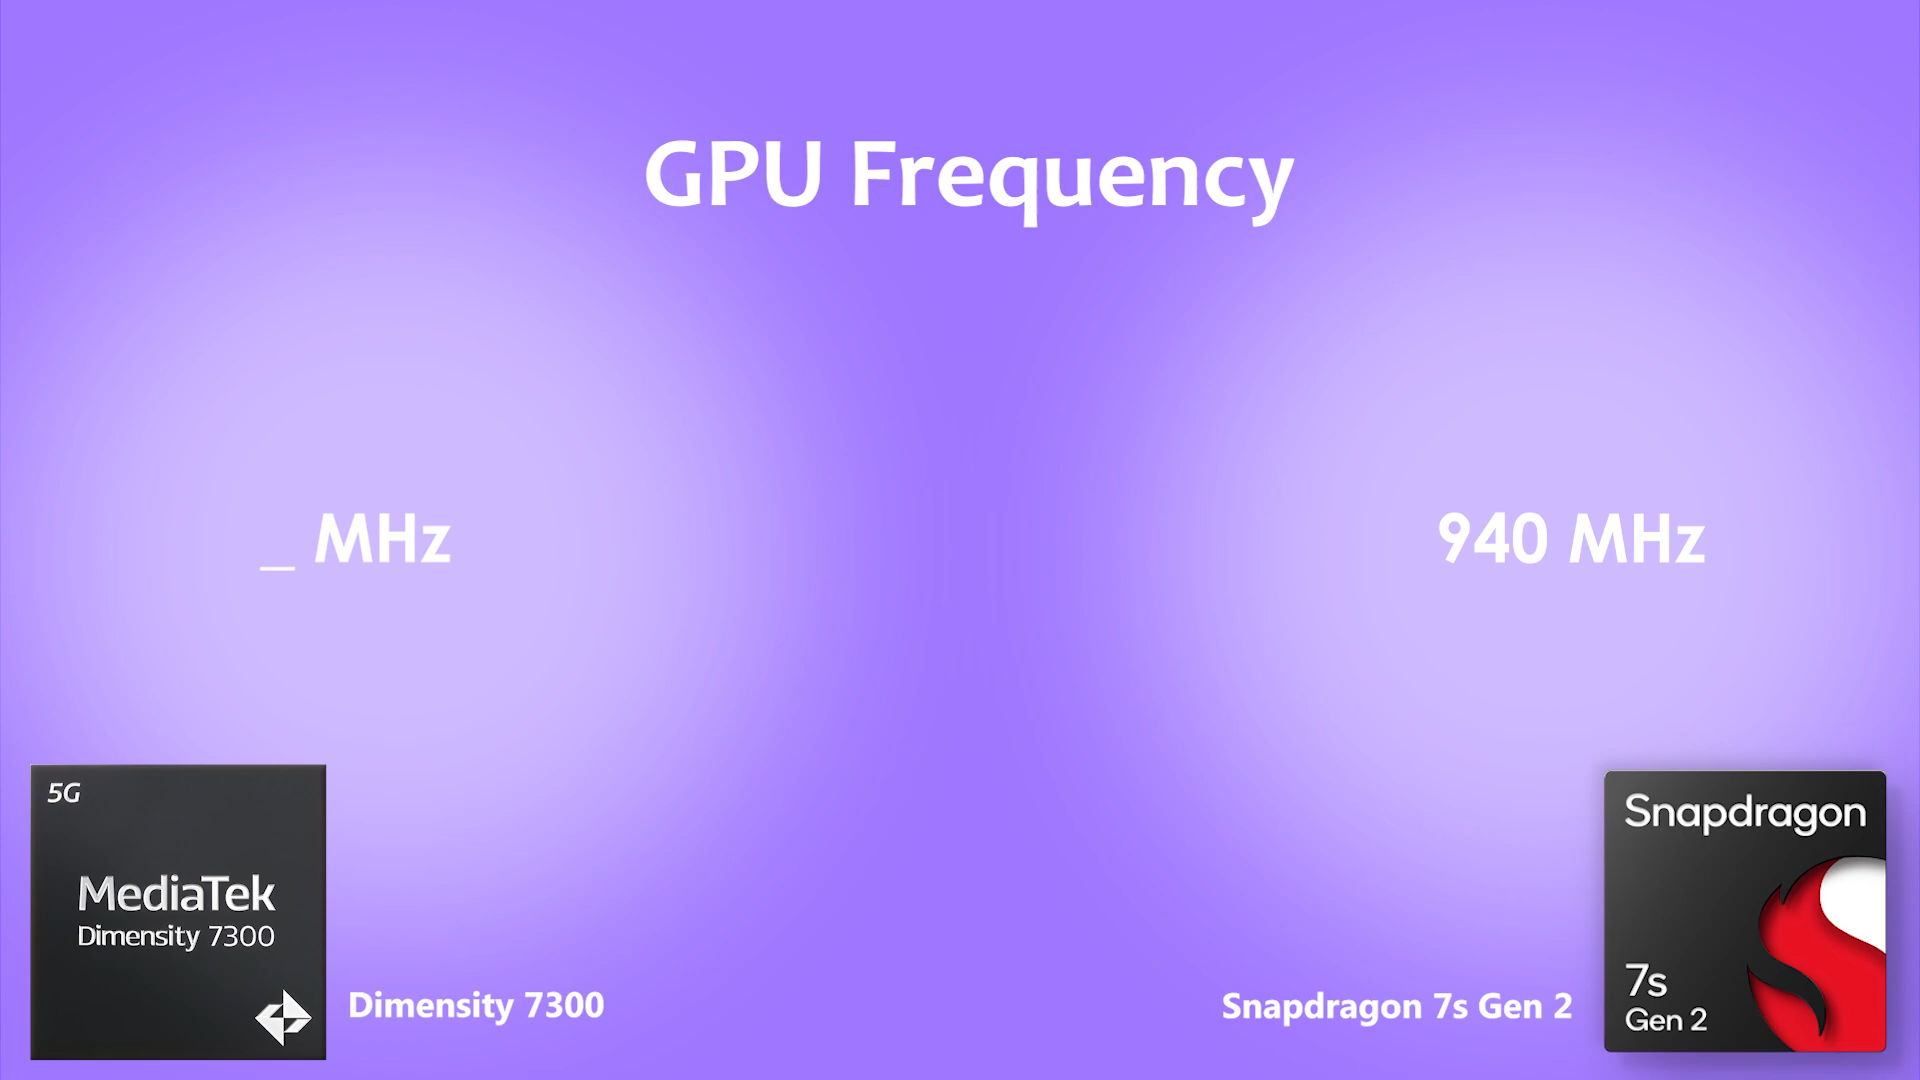 GPU Frequency
_ MHz
940 MHz
5G
MediaTek
Dimensity 7300
Dimensity 7300
Snapdragon 7s Gen 2
Snapdragon
7s
Gen 2